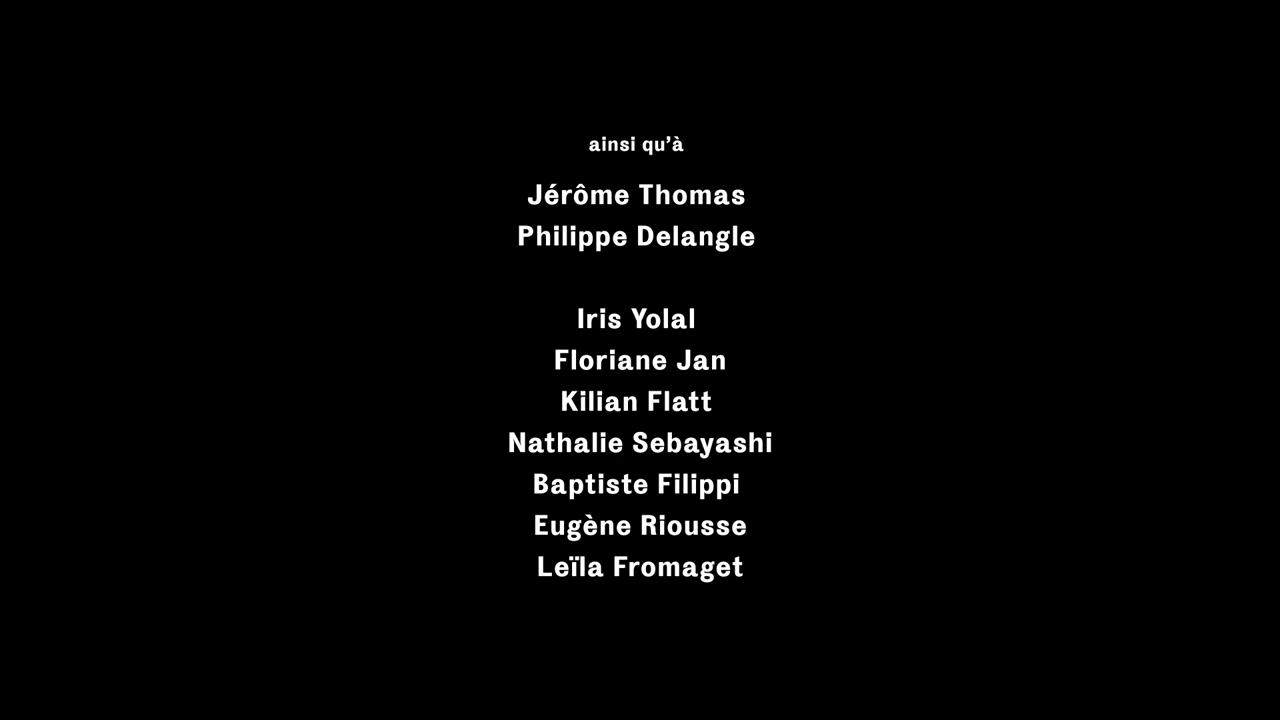 ainsi qu’à
Jérôme Thomas
Philippe Delangle
Iris Yolal
Floriane Jan
Kilian Flatt
Nathalie Sebayashi
Baptiste Filippi
Eugène Riousse
Leïla Fromaget